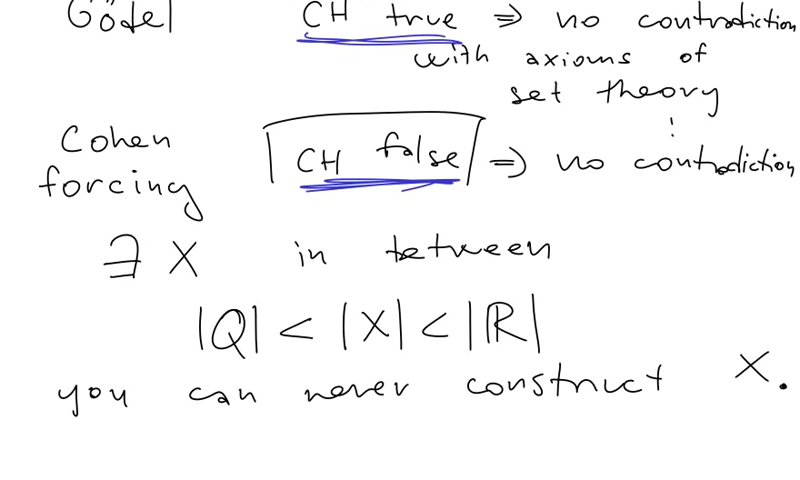 Gödel CH true ⇒ no contradiction
with axioms of
set theory
Cohen CH false ⇒ no contradiction!
forcing
∃ X in between
|Q| < |X| < |R|
you can never construct X.